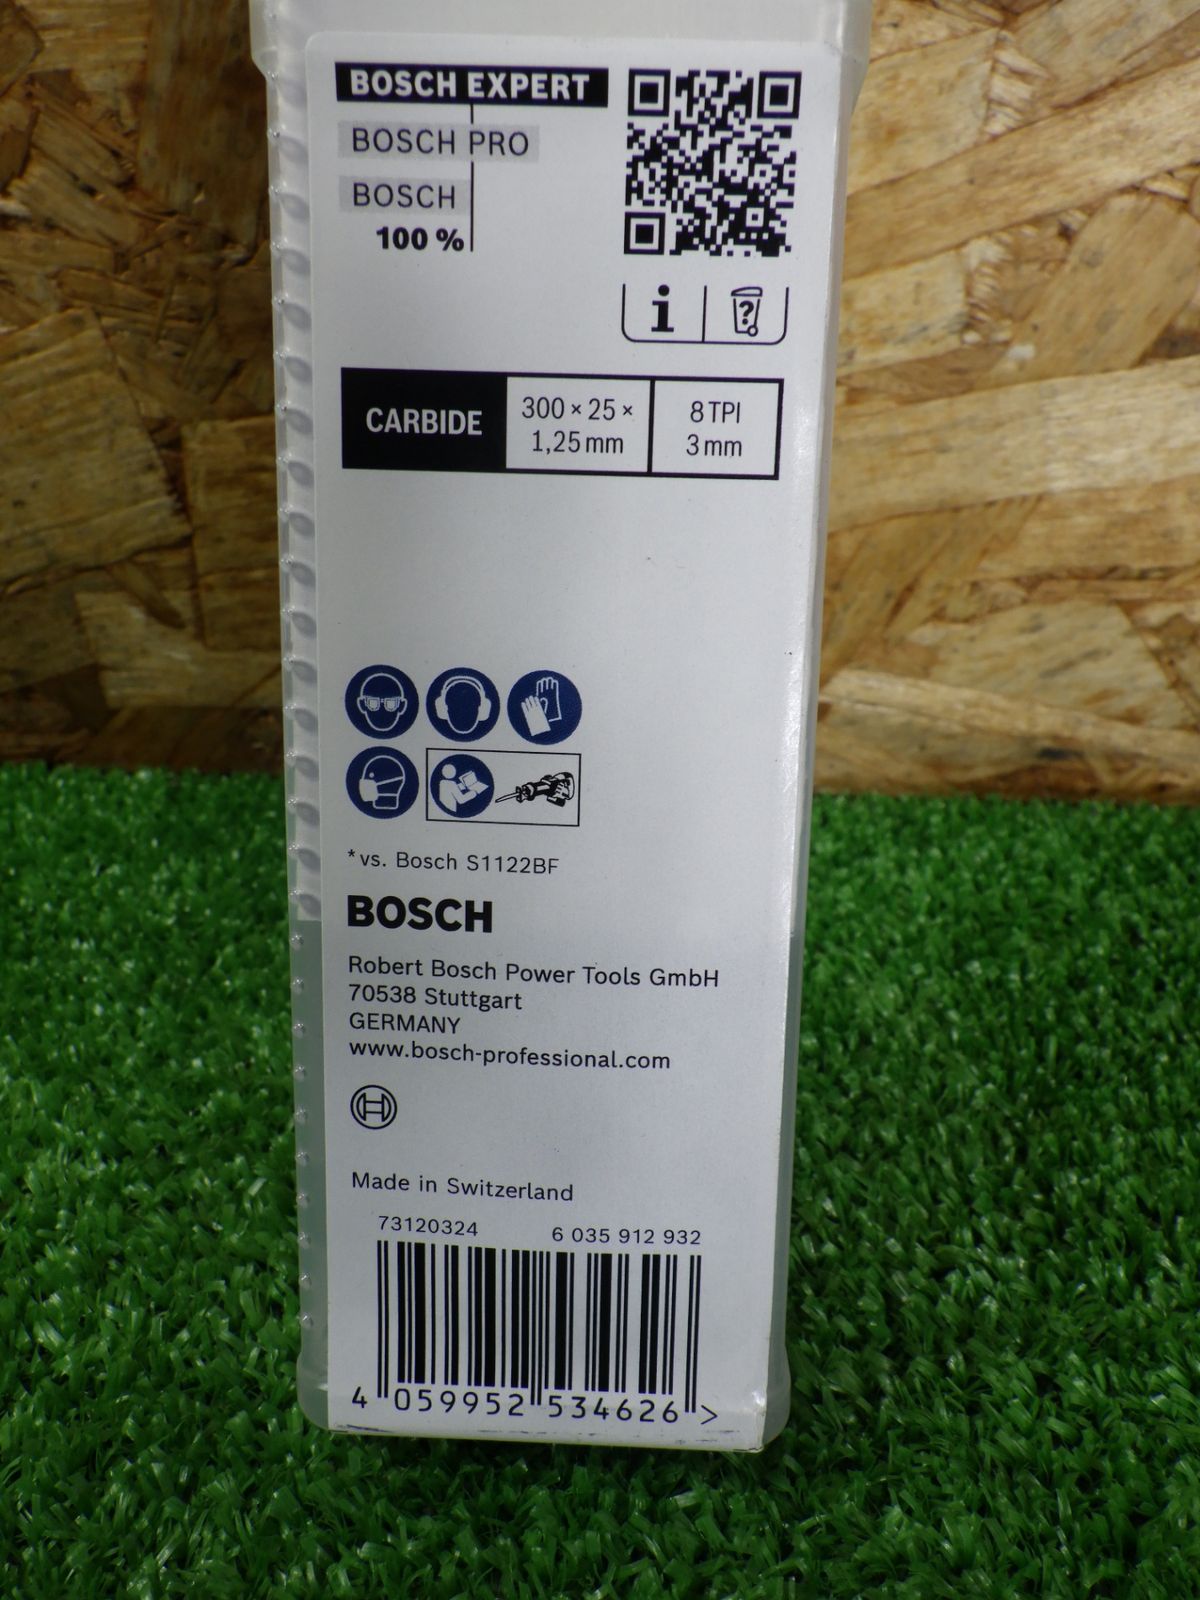 BOSCH EXPERT
BOSCH PRO
BOSCH
100 %
i
?
CARBIDE
300 × 25 ×
1,25 mm
8 TPI
3 mm
* vs. Bosch S1122BF
BOSCH
Robert Bosch Power Tools GmbH
70538 Stuttgart
GERMANY
www.bosch-professional.com
Made in Switzerland
73120324 6 035 912 932
4 059952 534626 >